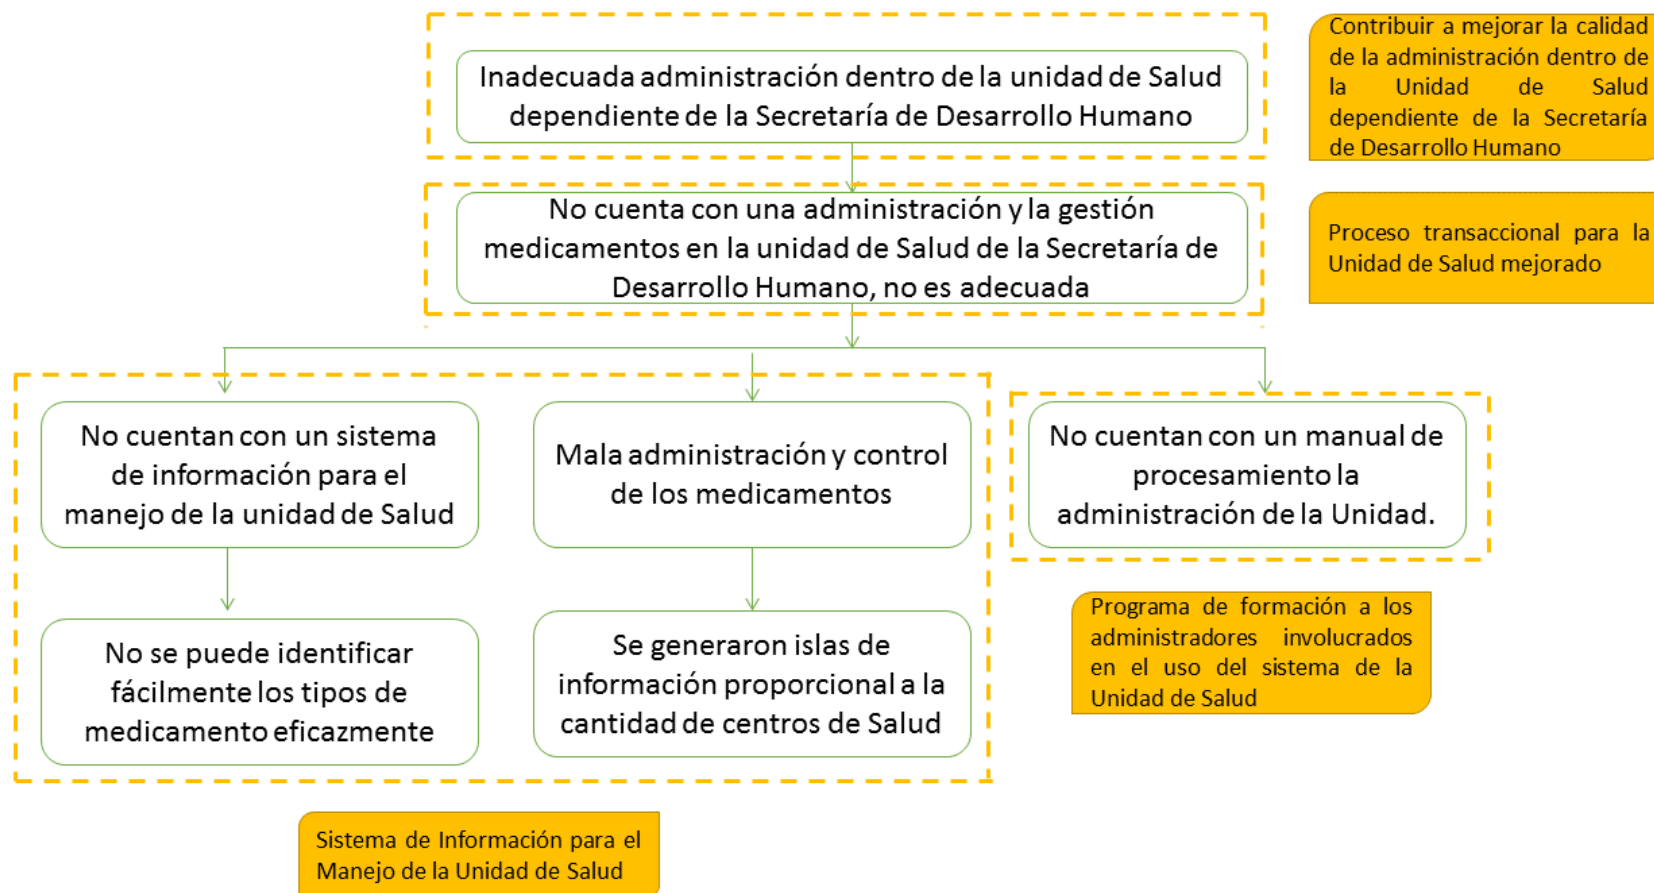 Inadecuada administración dentro de la unidad de Salud
dependiente de la Secretaría de Desarrollo Humano
Contribuir a mejorar la calidad
de la administración dentro de
la Unidad de Salud
dependiente de la Secretaría
de Desarrollo Humano
No cuenta con una administración y la gestión
medicamentos en la unidad de Salud de la Secretaría de
Desarrollo Humano, no es adecuada
Proceso transaccional para la
Unidad de Salud mejorado
No cuentan con un sistema
de información para el
manejo de la unidad de Salud
Mala administración y control
de los medicamentos
No cuentan con un manual de
procesamiento la
administración de la Unidad.
No se puede identificar
fácilmente los tipos de
medicamento eficazmente
Se generaron islas de
información proporcional a la
cantidad de centros de Salud
Programa de formación a los
administradores involucrados
en el uso del sistema de la
Unidad de Salud
Sistema de Información para el
Manejo de la Unidad de Salud